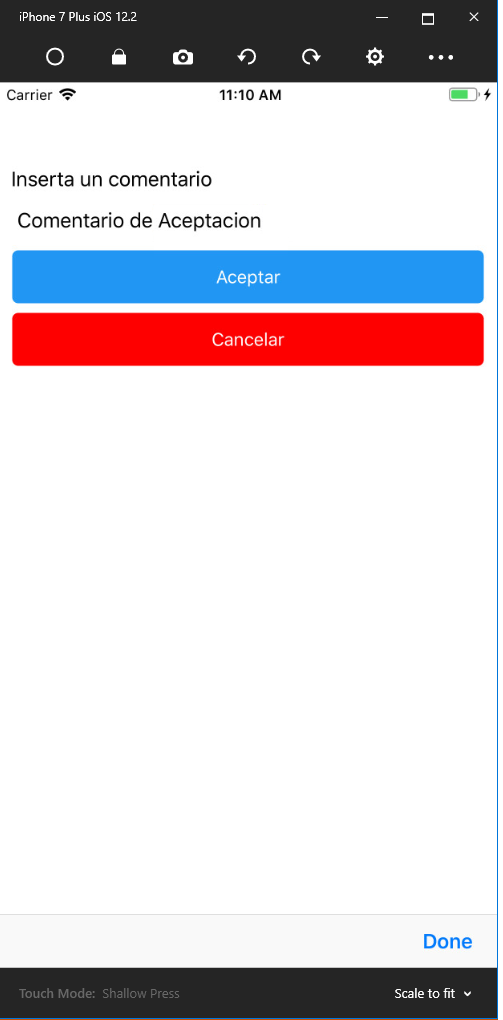 iPhone 7 Plus iOS 12.2
Carrier 11:10 AM
Inserta un comentario
Comentario de Aceptacion
Aceptar
Cancelar
Done
Touch Mode: Shallow Press Scale to fit